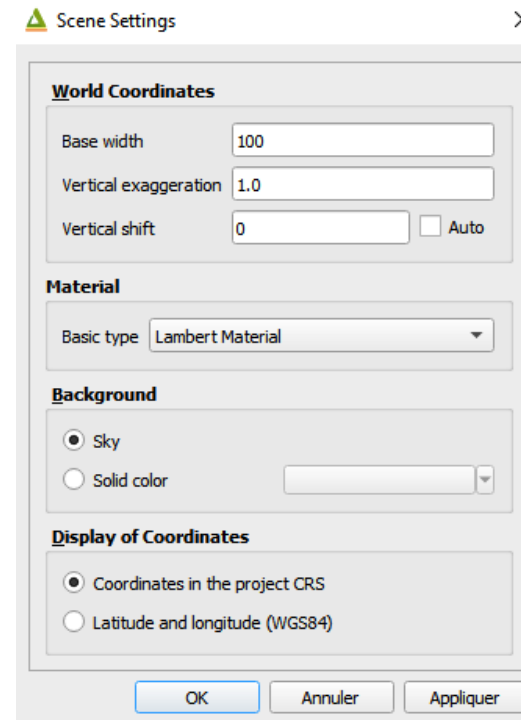 Scene Settings
World Coordinates
Base width 100
Vertical exaggeration 1.0
Vertical shift 0 Auto
Material
Basic type Lambert Material
Background
Sky
Solid color
Display of Coordinates
Coordinates in the project CRS
Latitude and longitude (WGS84)
OK Annuler Appliquer